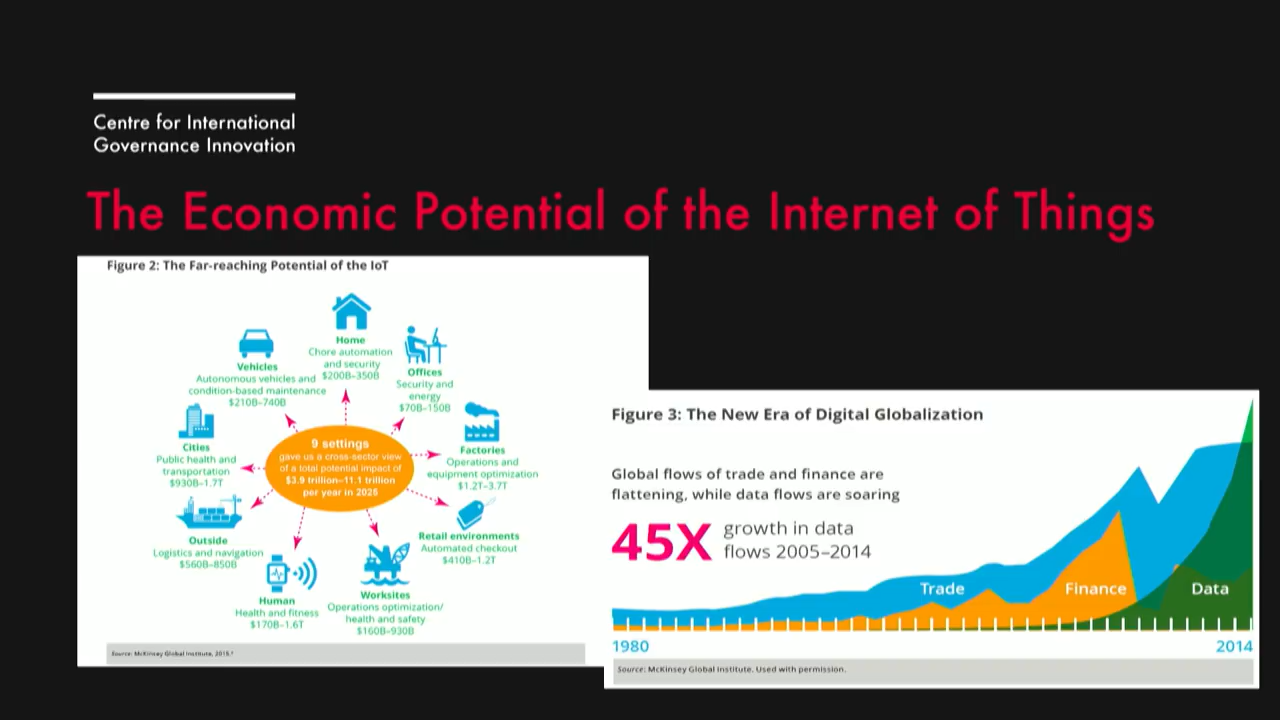 Centre for International
Governance Innovation
The Economic Potential of the Internet of Things
Figure 2: The Far-reaching Potential of the IoT
Home
Chore automation
and security
$200B–350B
Vehicles
Autonomous vehicles and
condition-based maintenance
$210B–740B
Offices
Security and
energy
$70B–150B
Cities
Public health and
transportation
$930B–1.7T
9 settings
gave us a cross-sector view
of a total potential impact of
$3.9 trillion–11.1 trillion
per year in 2025
Factories
Operations and
equipment optimization
$1.2T–3.7T
Outside
Logistics and navigation
$560B–850B
Retail environments
Automated checkout
$410B–1.2T
Human
Health and fitness
$170B–1.6T
Worksites
Operations optimization/
health and safety
$160B–930B
Source: McKinsey Global Institute, 2015.
Figure 3: The New Era of Digital Globalization
Global flows of trade and finance are
flattening, while data flows are soaring
45X
growth in data
flows 2005–2014
Trade
Finance
Data
1980
2014
Source: McKinsey Global Institute. Used with permission.